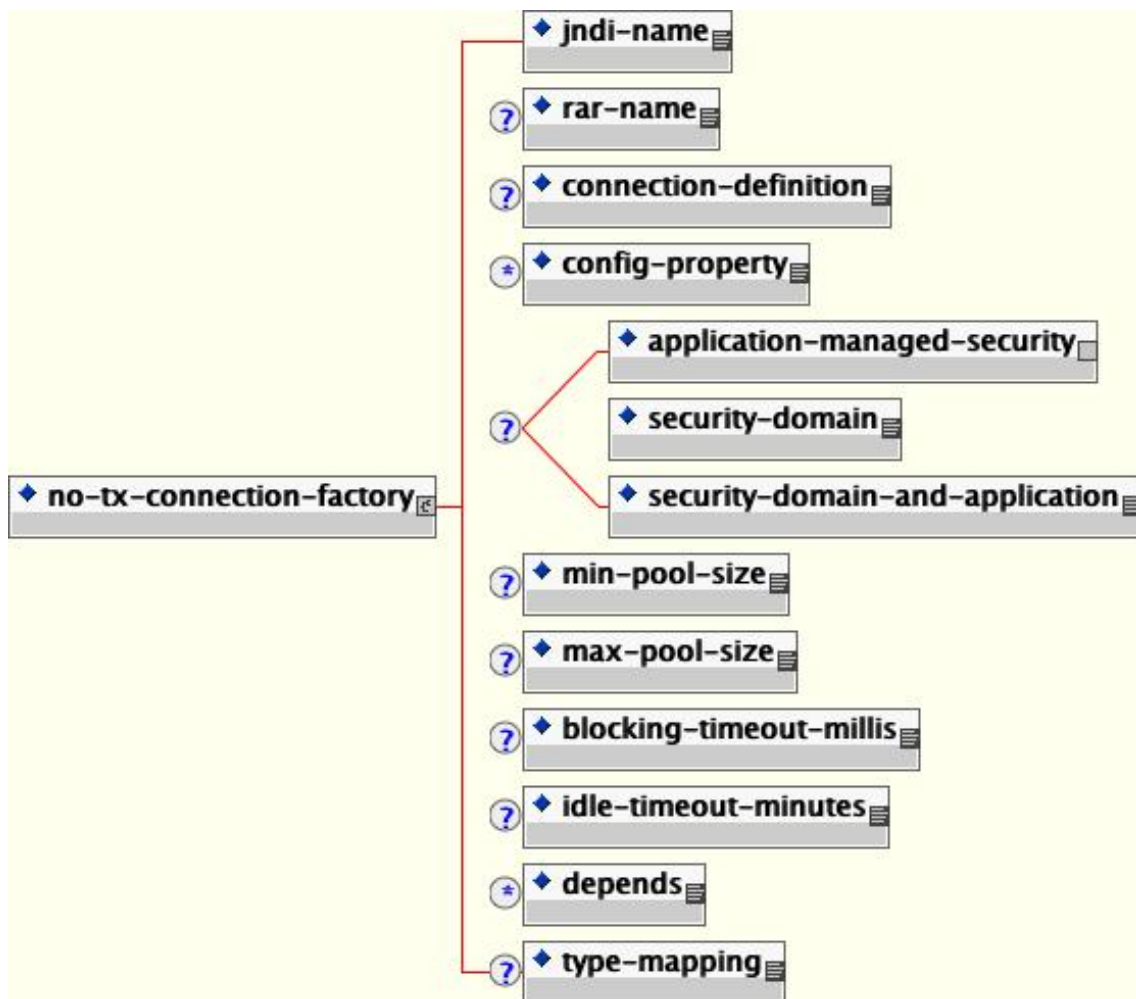 jndi-name
? rar-name
? connection-definition
* config-property
application-managed-security
? security-domain
no-tx-connection-factory
security-domain-and-application
? min-pool-size
? max-pool-size
? blocking-timeout-millis
? idle-timeout-minutes
* depends
? type-mapping